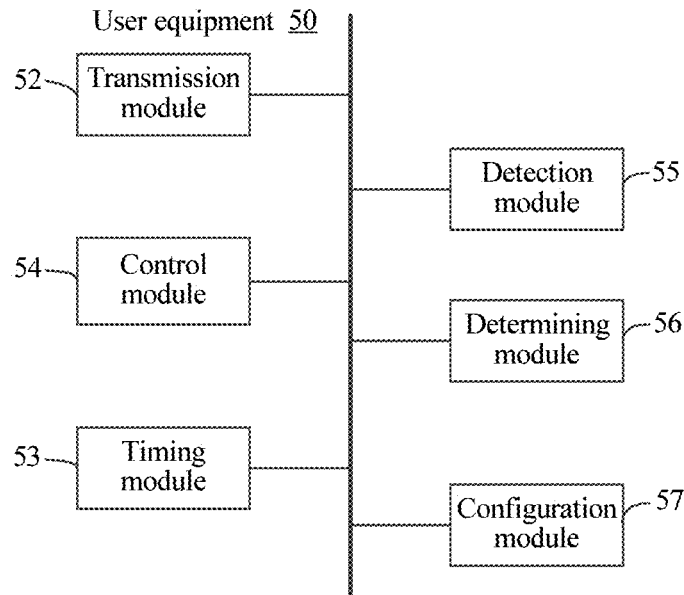 User equipment 50
52
Transmission
module
Detection
module
55
54
Control
module
Determining
module
56
53
Timing
module
Configuration
module
57